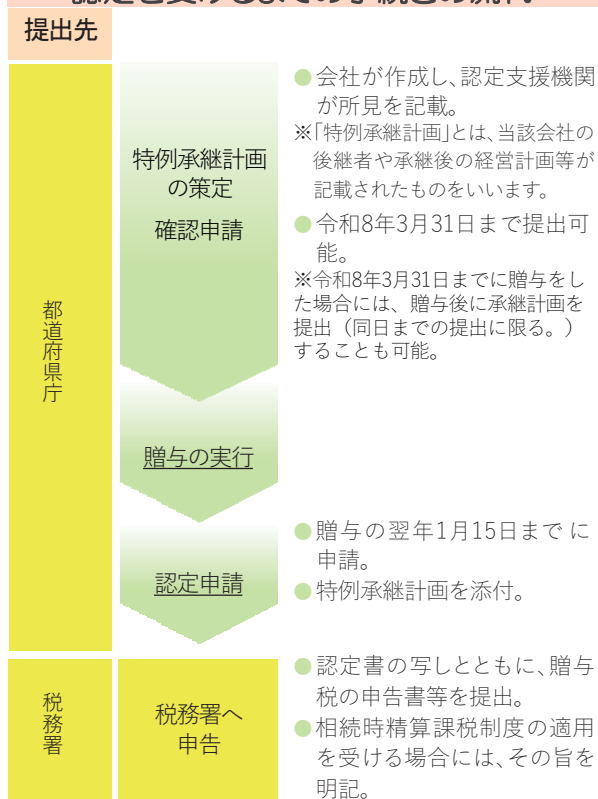 提出先
都道府県庁
特例承継計画
の策定
確認申請
●会社が作成し、認定支援機関
が所見を記載。
※「特例承継計画」とは、当該会社の
後継者や承継後の経営計画等が
記載されたものをいいます。
●令和8年3月31日まで提出可
能。
※令和8年3月31日までに贈与をし
た場合には、贈与後に承継計画を
提出（同日までの提出に限る。）
することも可能。
贈与の実行
認定申請
●贈与の翌年1月15日までに
申請。
●特例承継計画を添付。
税務署
税務署へ
申告
●認定書の写しとともに、贈与
税の申告書等を提出。
●相続時精算課税制度の適用
を受ける場合には、その旨を
明記。